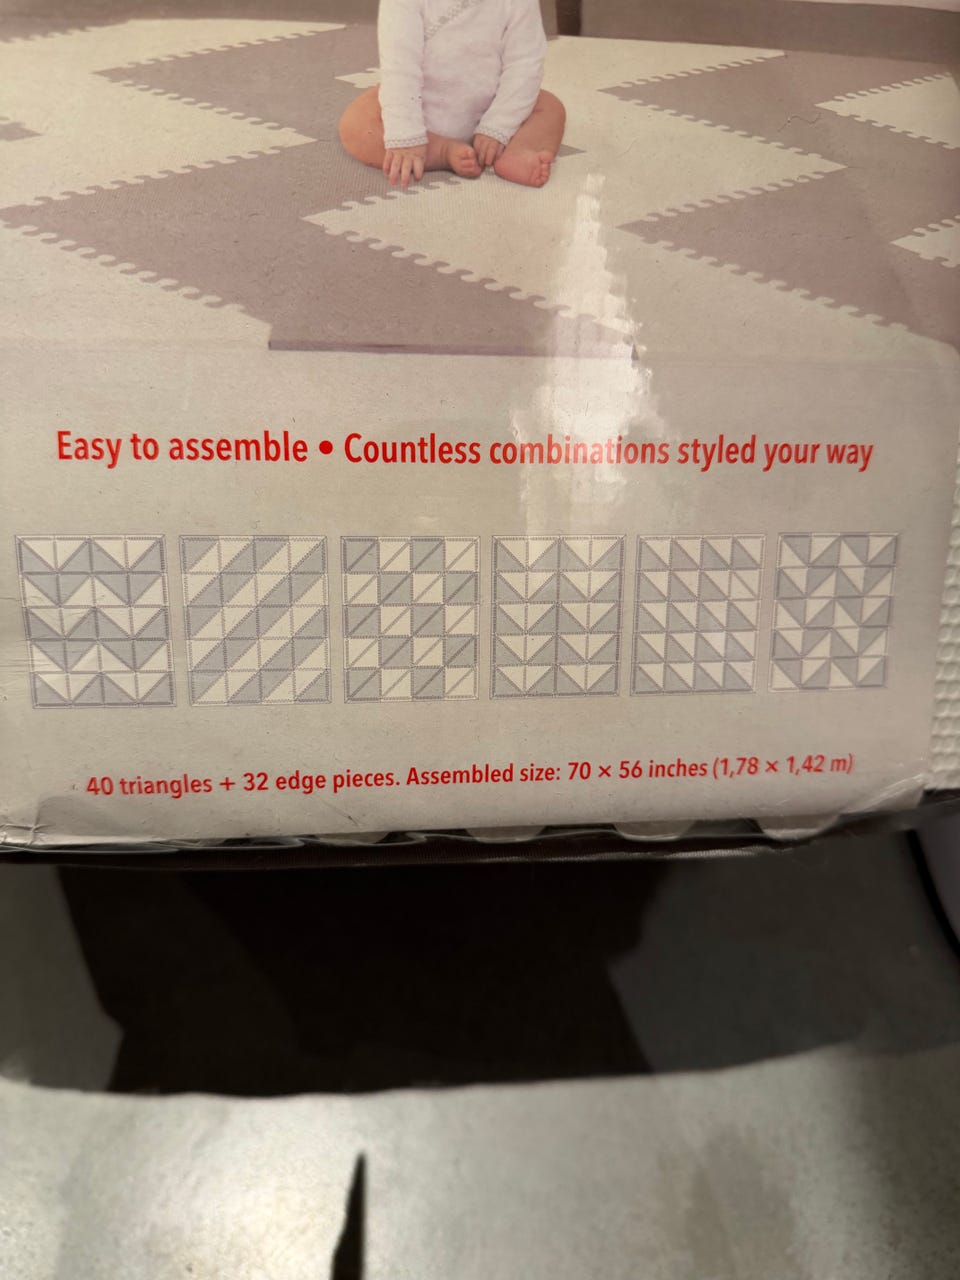 Easy to assemble • Countless combinations styled your way
40 triangles + 32 edge pieces. Assembled size: 70 × 56 inches (1,78 × 1,42 m)